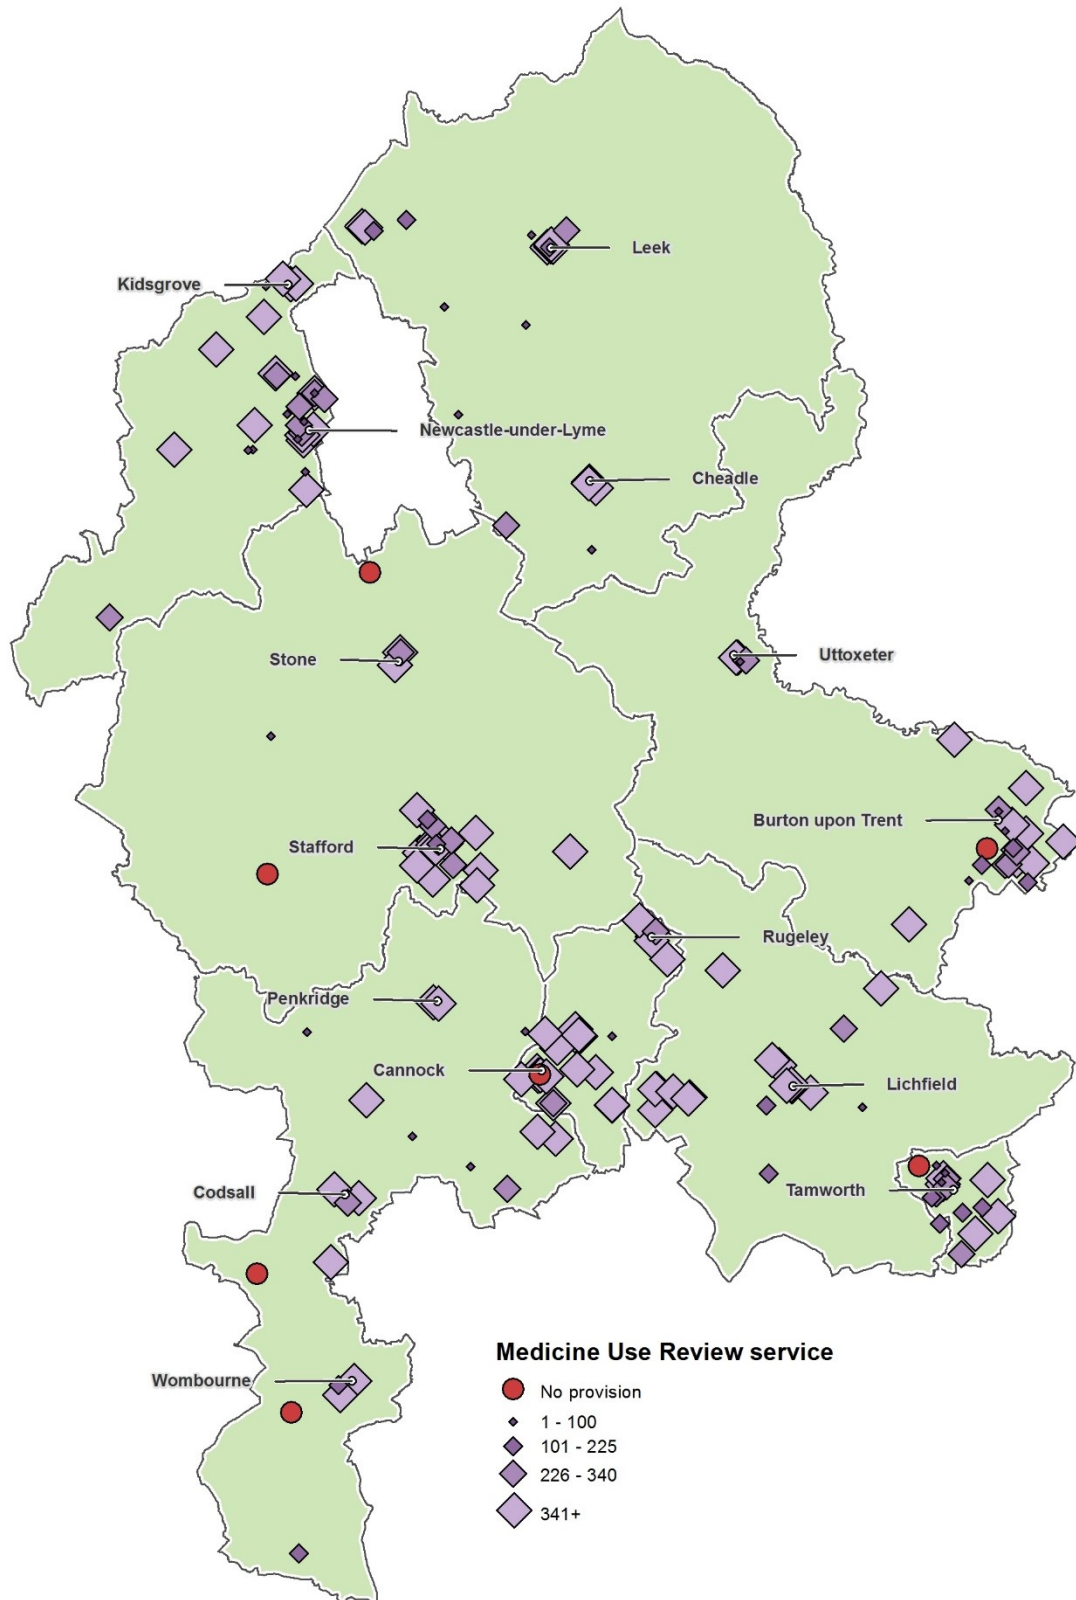 Leek
Kidsgrove
Newcastle-under-Lyme
Cheadle
Stone
Uttoxeter
Burton upon Trent
Stafford
Rugeley
Penkridge
Cannock
Lichfield
Codsall
Tamworth
Wombourne
Medicine Use Review service
No provision
1 - 100
101 - 225
226 - 340
341+